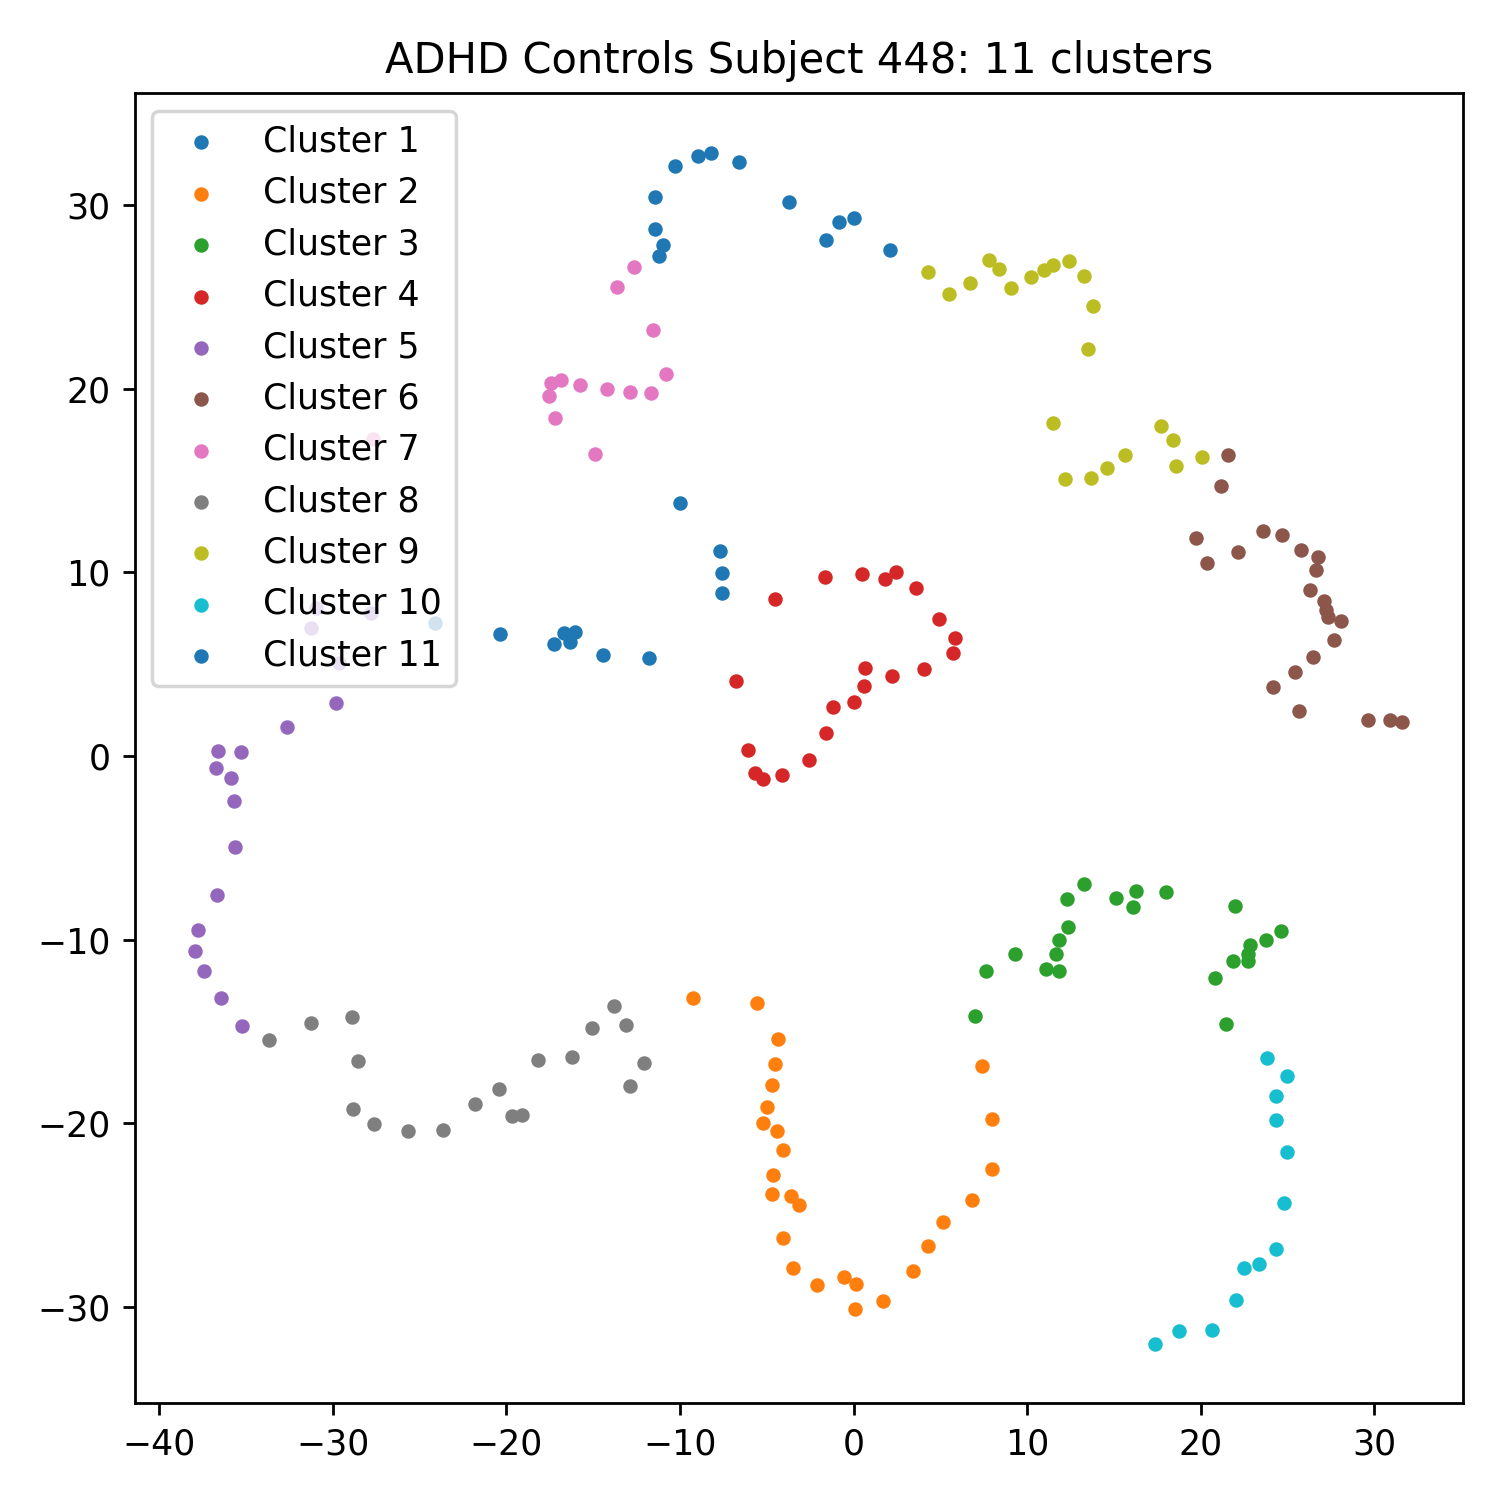 ADHD Controls Subject 448: 11 clusters
Cluster 1
Cluster 2
Cluster 3
Cluster 4
Cluster 5
Cluster 6
Cluster 7
Cluster 8
Cluster 9
Cluster 10
Cluster 11
30
20
10
0
−10
−20
−30
−40 −30 −20 −10 0 10 20 30